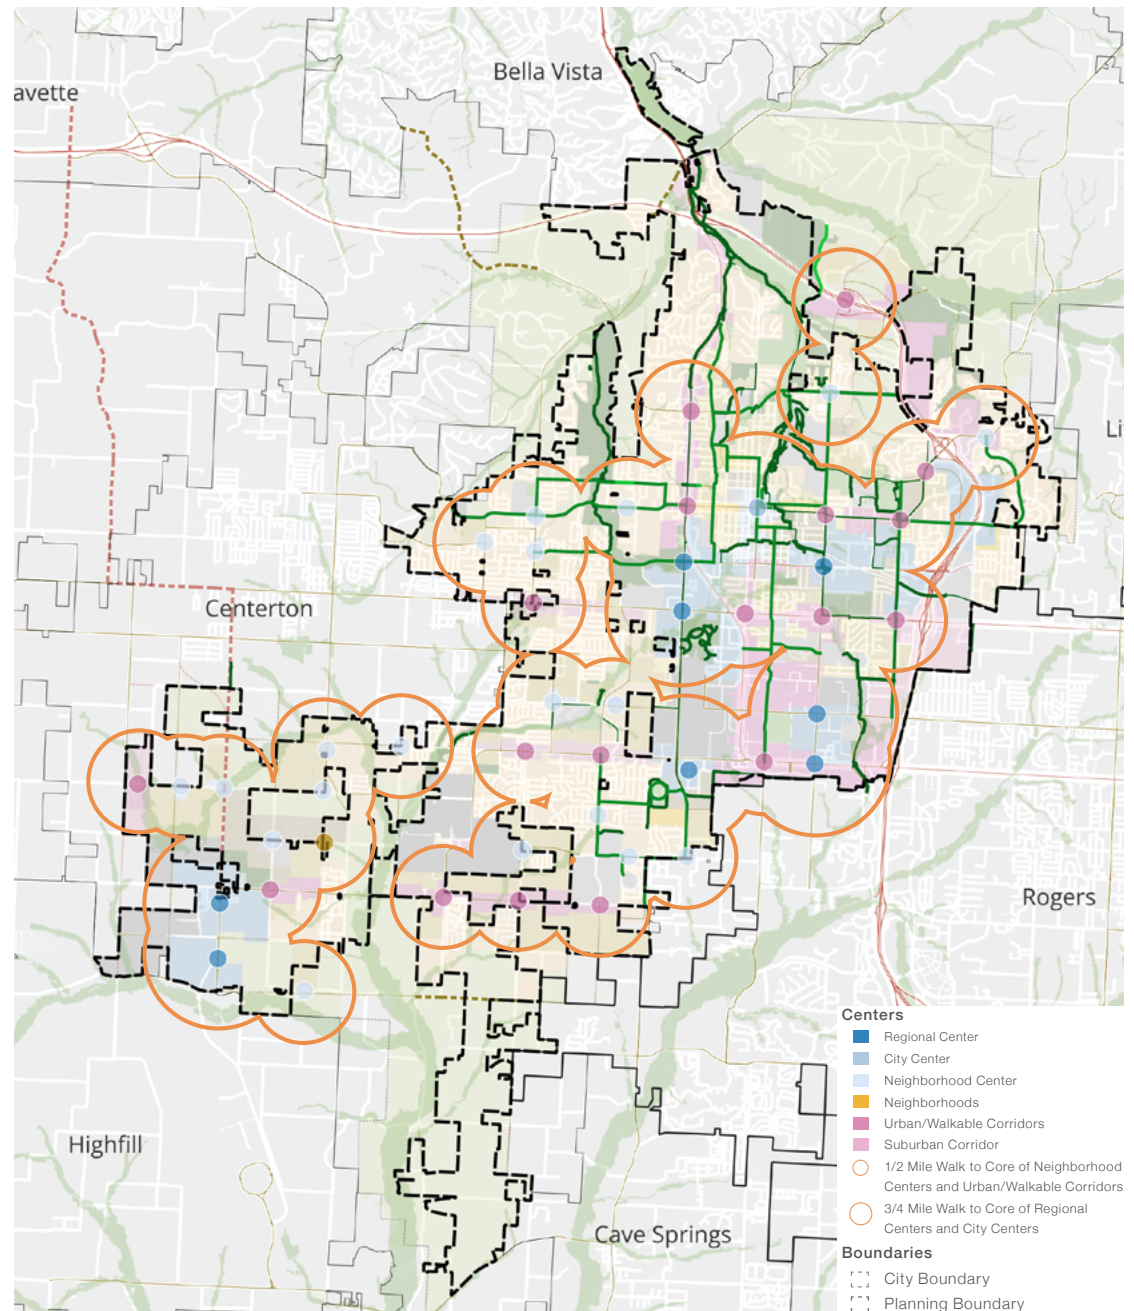 Bella Vista
avette
Li
Centerton
Rogers
Highfill
Cave Springs
Centers
Regional Center
City Center
Neighborhood Center
Neighborhoods
Urban/Walkable Corridors
Suburban Corridor
1/2 Mile Walk to Core of Neighborhood
Centers and Urban/Walkable Corridors
3/4 Mile Walk to Core of Regional
Centers and City Centers
Boundaries
City Boundary
Planning Boundary